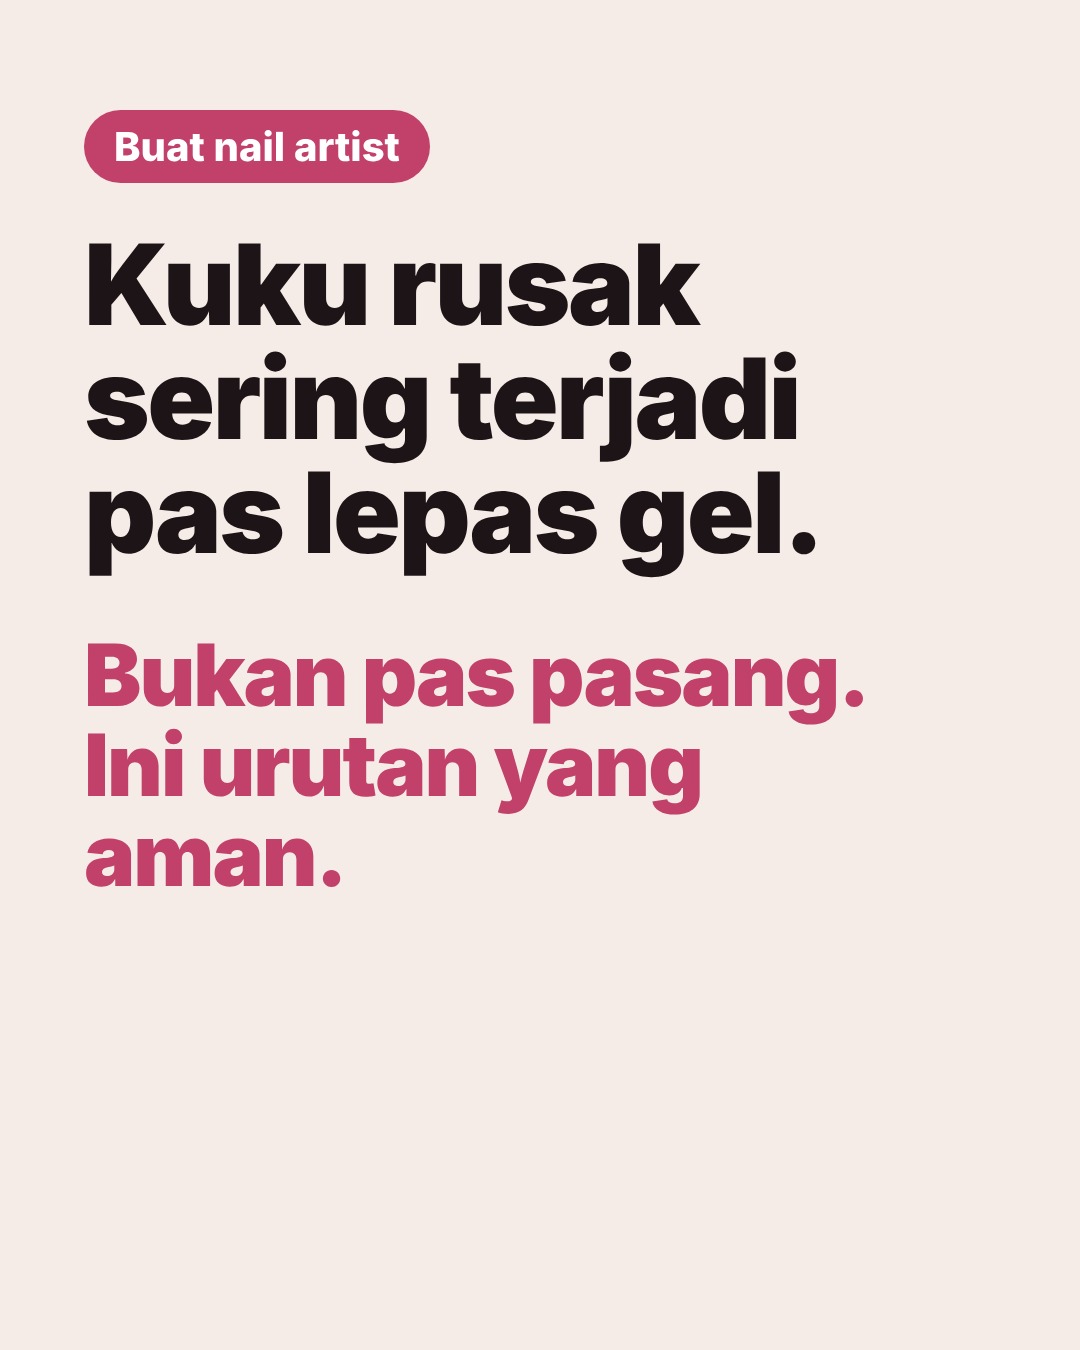 Buat nail artist
Kuku rusak
sering terjadi
pas lepas gel.
Bukan pas pasang.
Ini urutan yang
aman.